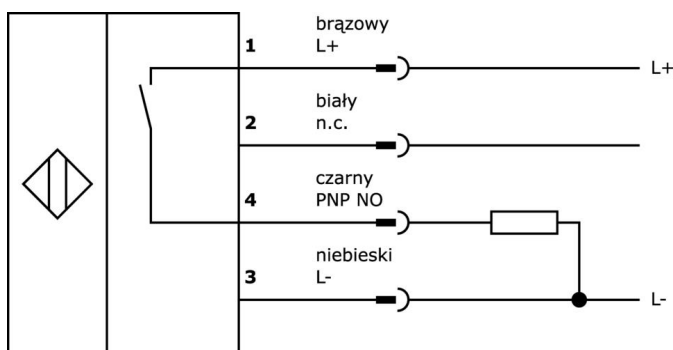 brązowy
1 L+ L+
biały
2 n.c.
czarny
4 PNP NO
niebieski
3 L- L-